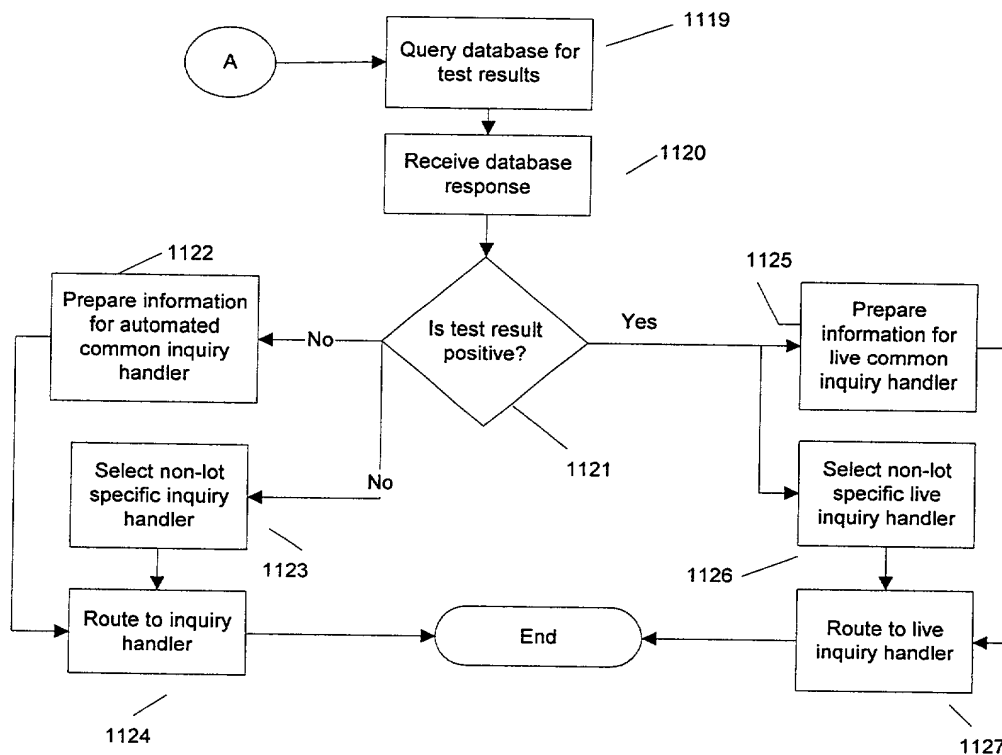 1119
A
Query database for
test results
1120
Receive database
response
1122
1125
Prepare information
for automated
common inquiry
handler
No
Is test result
positive?
Yes
Prepare
information for
live common
inquiry handler
1121
Select non-lot
specific inquiry
handler
No
Select non-lot
specific live
inquiry handler
1123
1126
Route to inquiry
handler
End
Route to live
inquiry handler
1124
1127